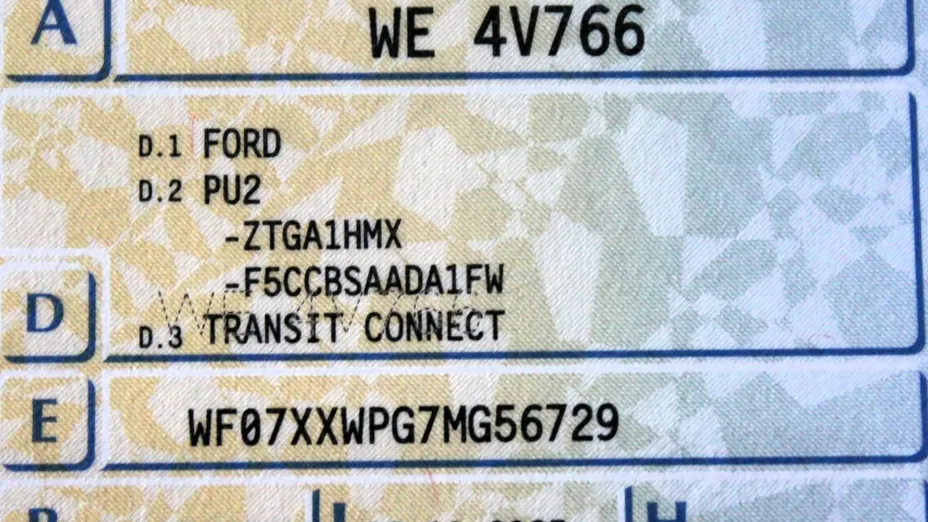 A WE 4V766
D.1 FORD
D.2 PU2
-ZTGA1HMX
-F5CCBSAADA1FW
D D.3 TRANSIT CONNECT
E WF07XXWPG7MG56729